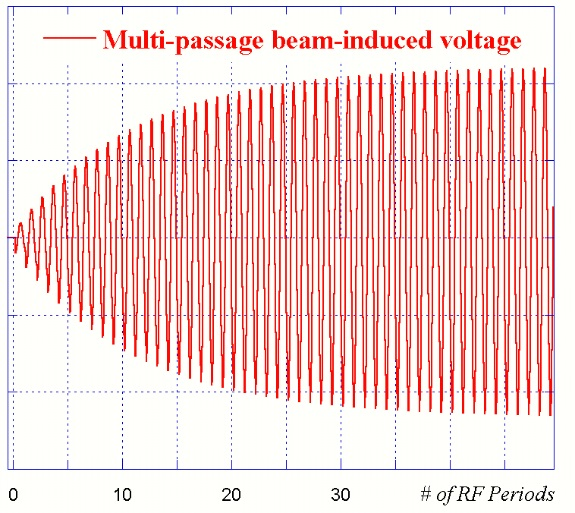 Multi-passage beam-induced voltage
0 10 20 30 # of RF Periods